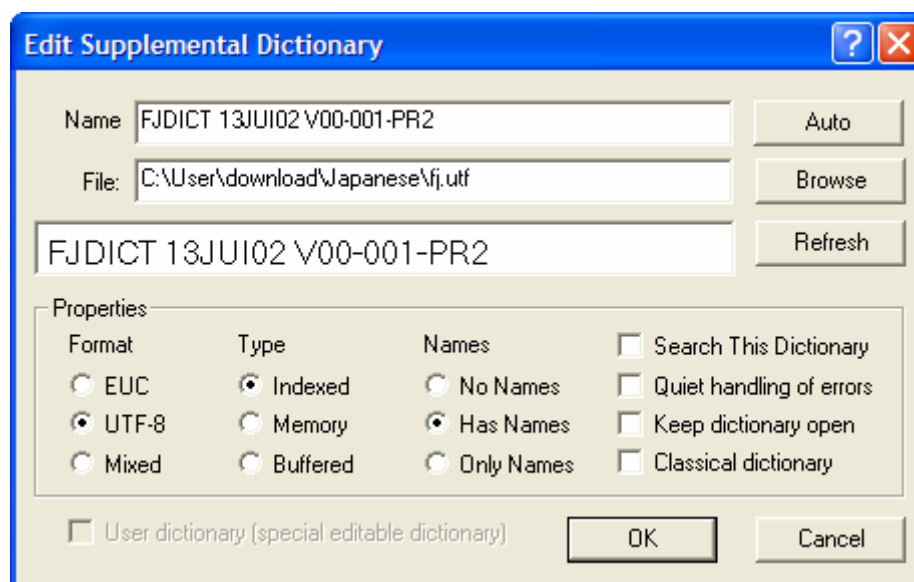 Edit Supplemental Dictionary
Name FJDICT 13JUI02 V00-001-PR2 Auto
File: C:\User\download\Japanese\fj.utf Browse
FJDICT 13JUI02 V00-001-PR2 Refresh
Properties
Format Type Names Search This Dictionary
EUC Indexed No Names Quiet handling of errors
UTF-8 Memory Has Names Keep dictionary open
Mixed Buffered Only Names Classical dictionary
User dictionary (special editable dictionary) OK Cancel